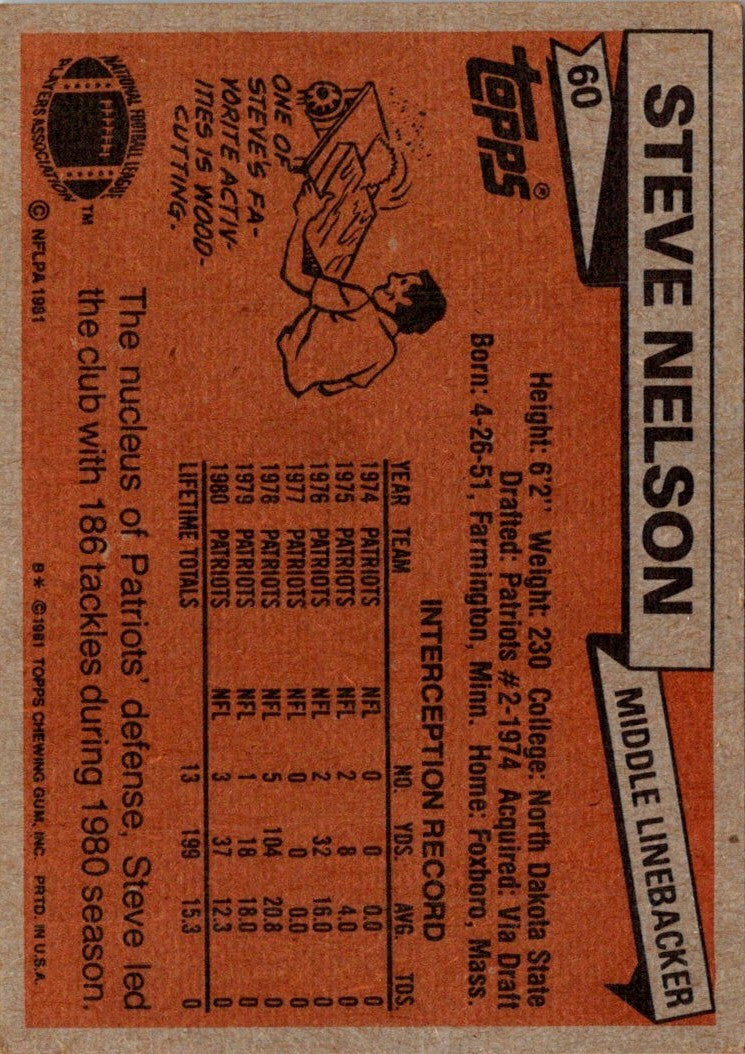 60
STEVE NELSON
MIDDLE LINEBACKER
topps®
Height: 6'2" Weight: 230 College: North Dakota State
Drafted: Patriots #2-1974 Acquired: Via Draft
Born: 4-26-51, Farmington, Minn. Home: Foxboro, Mass.
INTERCEPTION RECORD
YEAR TEAM NO. YDS. AVG. TDS.
1974 PATRIOTS NFL 0 0 0.0 0
1975 PATRIOTS NFL 2 8 4.0 0
1976 PATRIOTS NFL 2 32 16.0 0
1977 PATRIOTS NFL 0 0 0.0 0
1978 PATRIOTS NFL 5 104 20.8 0
1979 PATRIOTS NFL 1 18 18.0 0
1980 PATRIOTS NFL 3 37 12.3 0
LIFETIME TOTALS 13 199 15.3 0
ONE OF
STEVE'S FA-
VORITE ACTIV-
ITIES IS WOOD-
CUTTING.
The nucleus of Patriots' defense, Steve led
the club with 186 tackles during 1980 season.
NATIONAL FOOTBALL LEAGUE
PLAYERS ASSOCIATION
TM
© NFLPA 1981
B* ©1981 TOPPS CHEWING GUM, INC. PRTD. IN U.S.A.